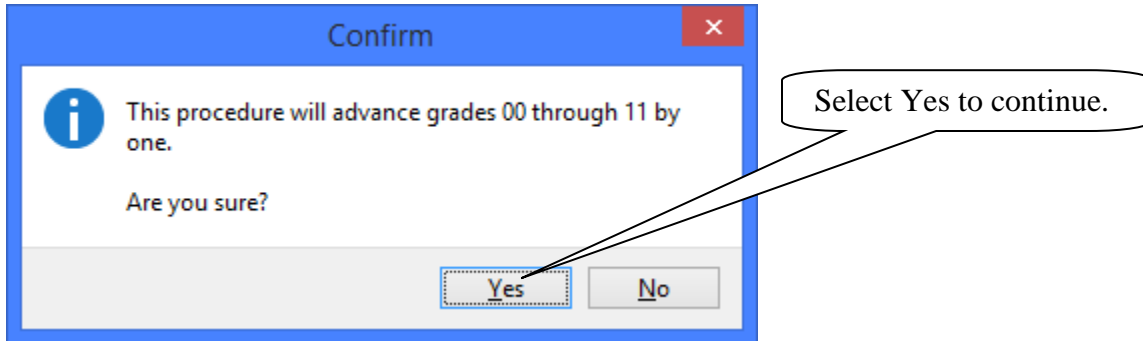 Confirm
This procedure will advance grades 00 through 11 by
one.
Are you sure?
Yes
No
Select Yes to continue.